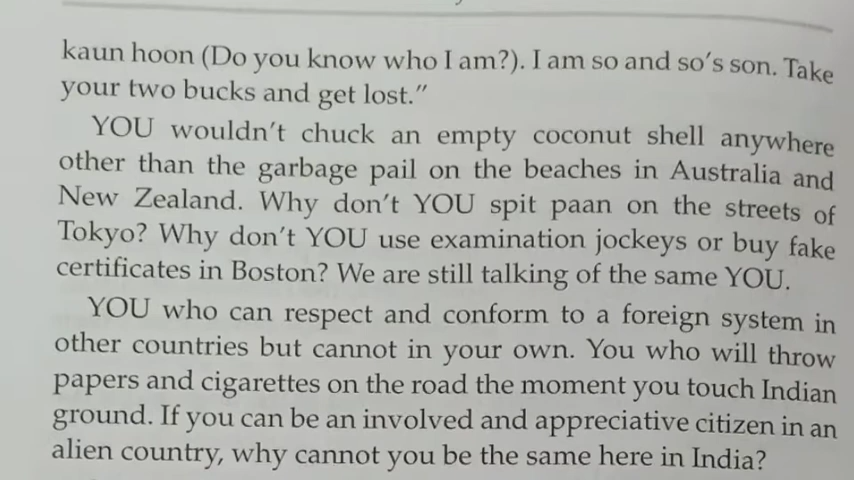 kaun hoon (Do you know who I am?). I am so and so's son. Take
your two bucks and get lost."
YOU wouldn't chuck an empty coconut shell anywhere
other than the garbage pail on the beaches in Australia and
New Zealand. Why don't YOU spit paan on the streets of
Tokyo? Why don't YOU use examination jockeys or buy fake
certificates in Boston? We are still talking of the same YOU.
YOU who can respect and conform to a foreign system in
other countries but cannot in your own. You who will throw
papers and cigarettes on the road the moment you touch Indian
ground. If you can be an involved and appreciative citizen in an
alien country, why cannot you be the same here in India?